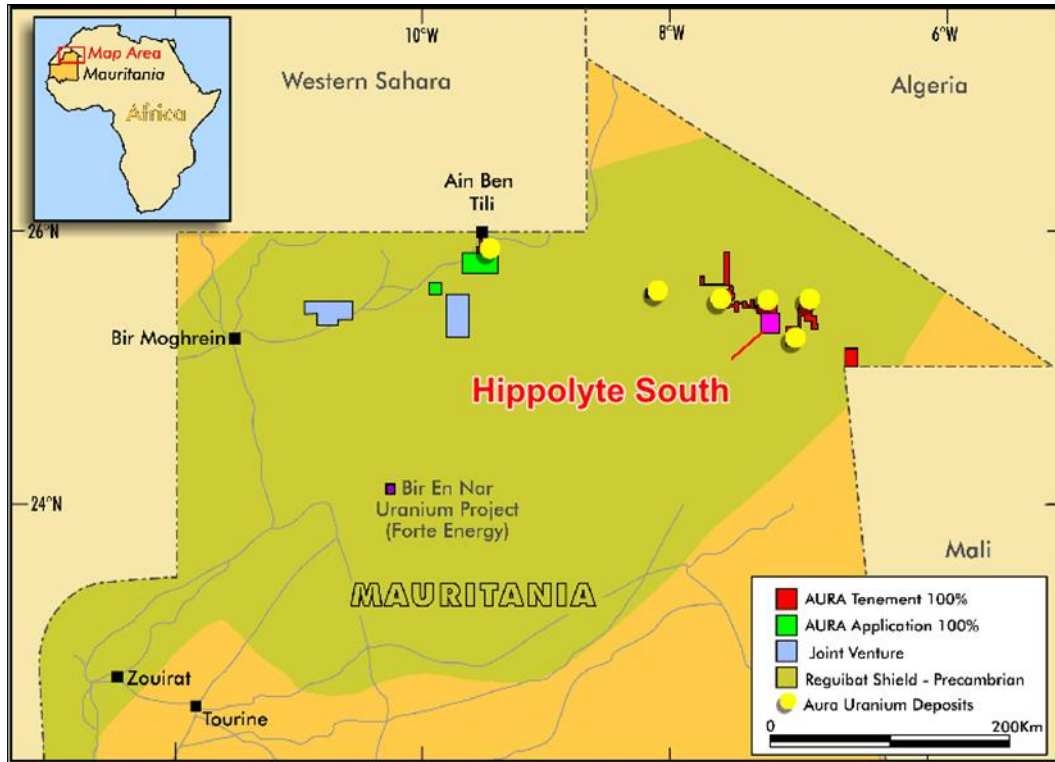 Map Area
Mauritania
Africa
10°W
8°W
6°W
Western Sahara
Algeria
Ain Ben
Tili
26°N
Bir Moghrein
Hippolyte South
24°N
Bir En Nar
Uranium Project
(Forte Energy)
Mali
MAURITANIA
Zouirat
Tourine
AURA Tenement 100%
AURA Application 100%
Joint Venture
Reguibat Shield - Precambrian
Aura Uranium Deposits
0
200Km